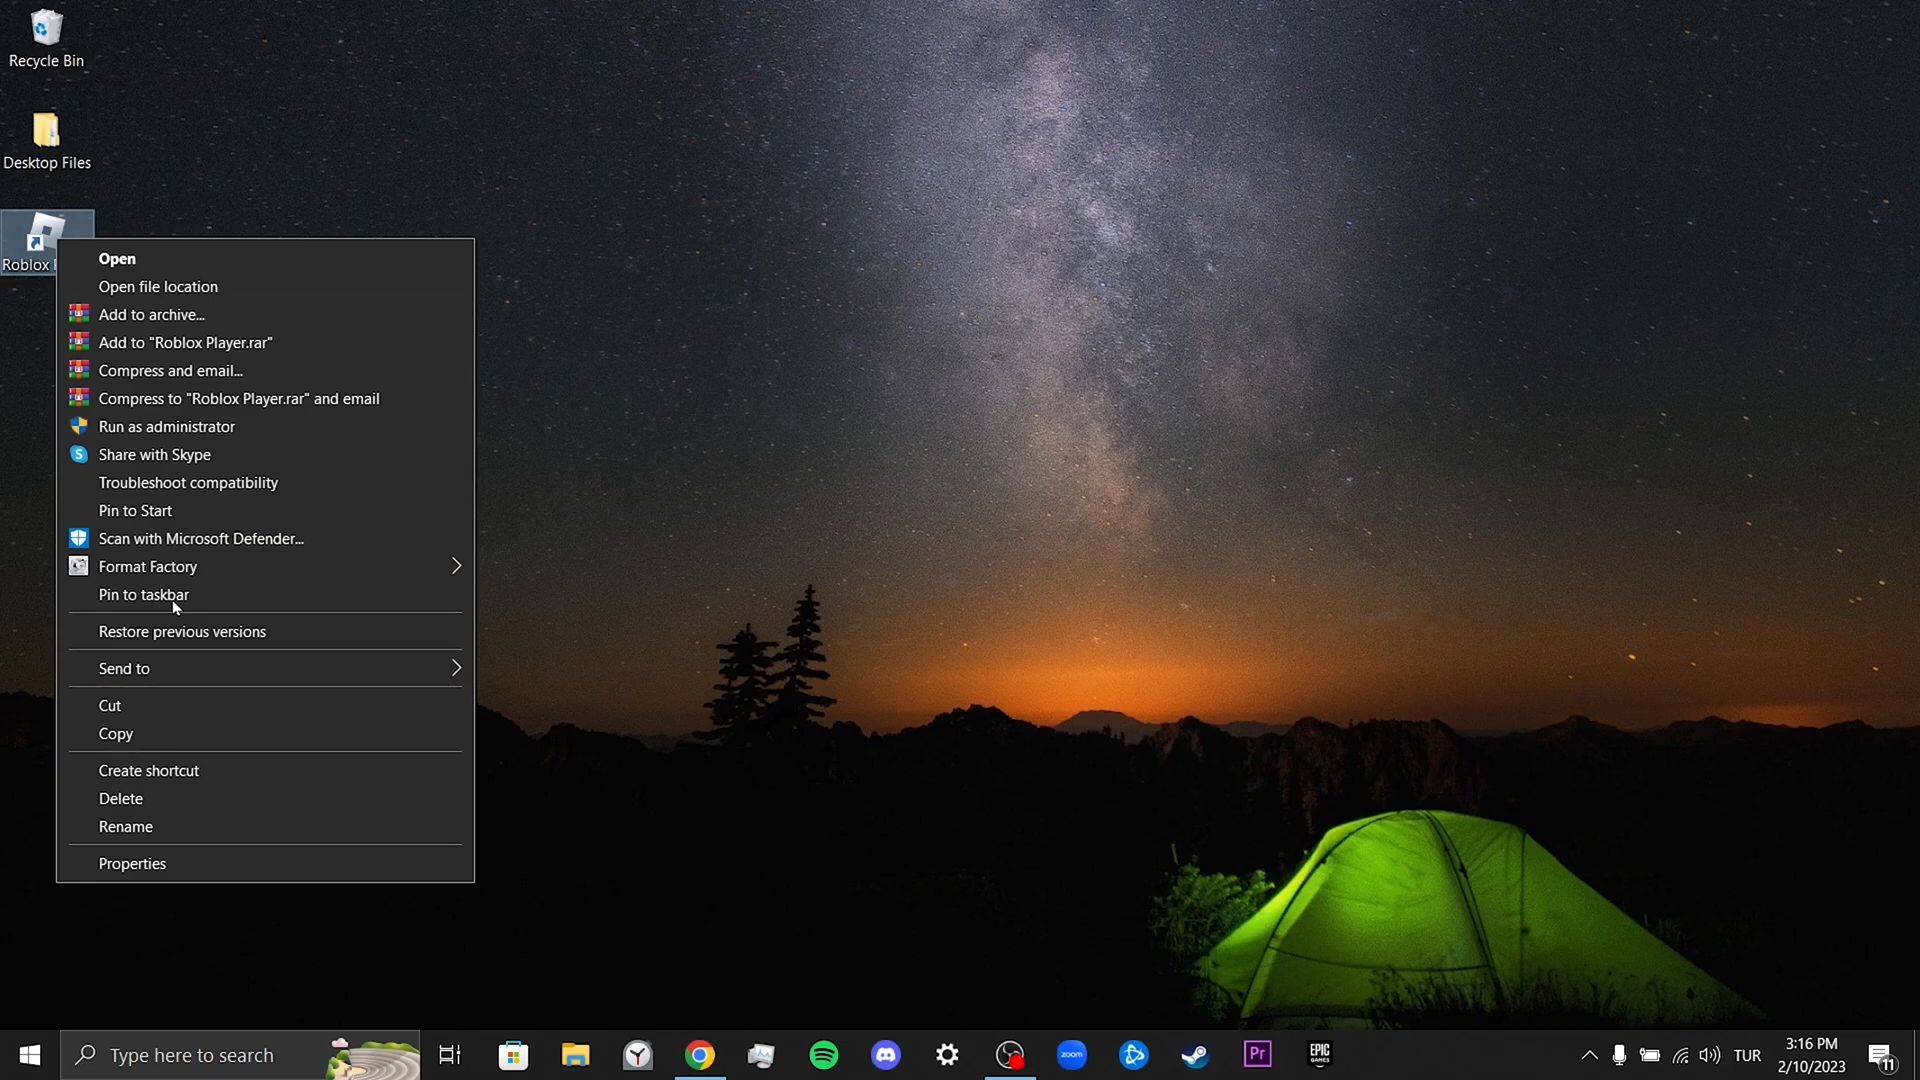 Recycle Bin
Desktop Files
Roblox
Open
Open file location
Add to archive...
Add to "Roblox Player.rar"
Compress and email...
Compress to "Roblox Player.rar" and email
Run as administrator
Share with Skype
Troubleshoot compatibility
Pin to Start
Scan with Microsoft Defender...
Format Factory
Pin to taskbar
Restore previous versions
Send to
Cut
Copy
Create shortcut
Delete
Rename
Properties
Type here to search
zoom
Pr
EPIC
GAMES
TUR
3:16 PM
2/10/2023
11